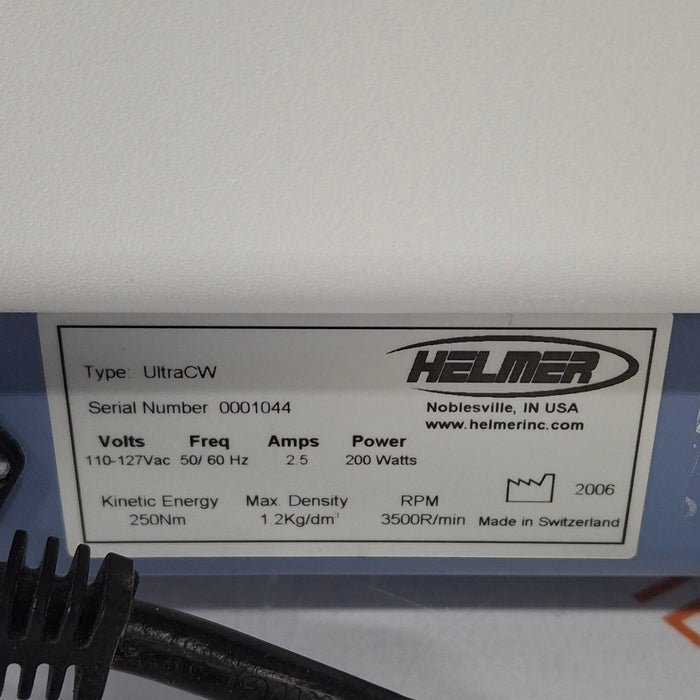 HELMER
Type: UltraCW
Serial Number 0001044
Noblesville, IN USA
www.helmerinc.com
Volts Freq Amps Power
110-127Vac 50/ 60 Hz 2.5 200 Watts
2006
Kinetic Energy Max. Density RPM
250Nm 1.2Kg/dm³ 3500R/min Made in Switzerland